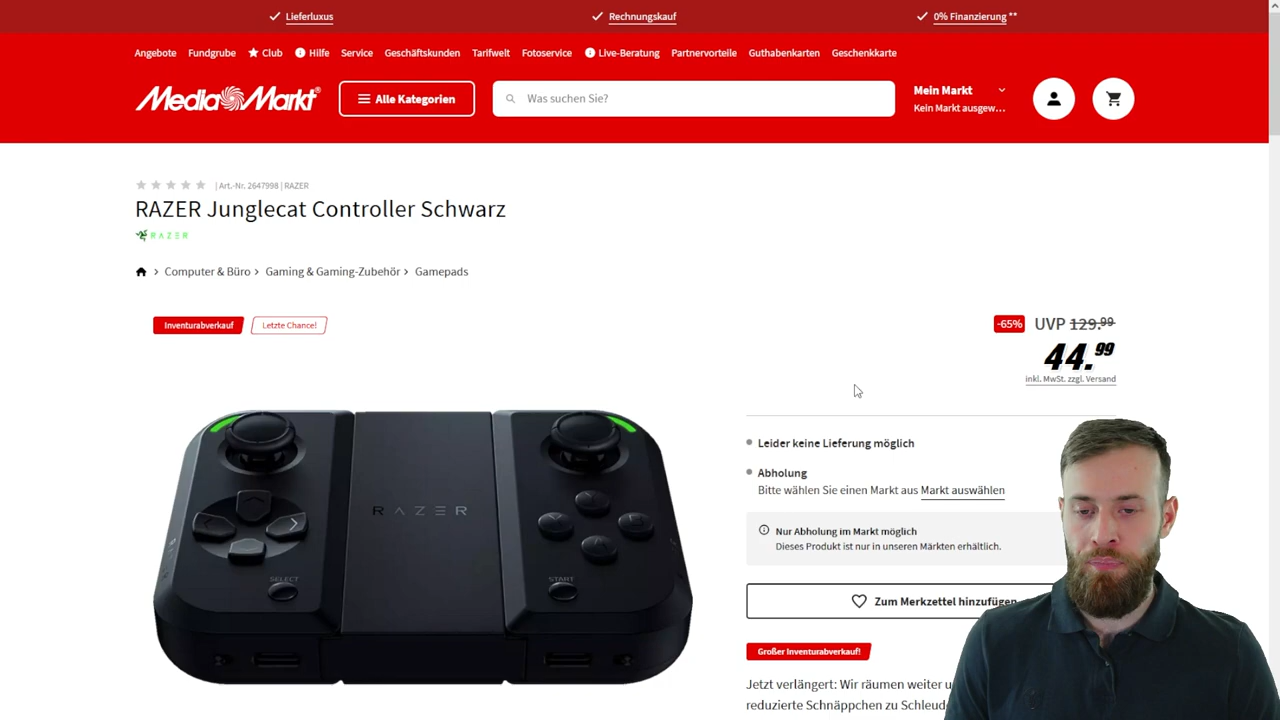 Lieferluxus
Rechnungskauf
0% Finanzierung **
Angebote Fundgrube Club Hilfe Service Geschäftskunden Tarifwelt Fotoservice Live-Beratung Partnervorteile Guthabenkarten Geschenkkarte
MediaMarkt®
Alle Kategorien
Was suchen Sie?
Mein Markt
Kein Markt ausgew...
| Art.-Nr. 2647998 | RAZER
RAZER Junglecat Controller Schwarz
RAZER
Computer & Büro > Gaming & Gaming-Zubehör > Gamepads
Inventurabverkauf
Letzte Chance!
-65% UVP 129.99
44.99
inkl. MwSt. zzgl. Versand
Leider keine Lieferung möglich
Abholung
Bitte wählen Sie einen Markt aus Markt auswählen
Nur Abholung im Markt möglich
Dieses Produkt ist nur in unseren Märkten erhältlich.
Zum Merkzettel hinzufügen
Großer Inventurabverkauf!
Jetzt verlängert: Wir räumen weiter
reduzierte Schnäppchen zu
RAZER
SELECT
START